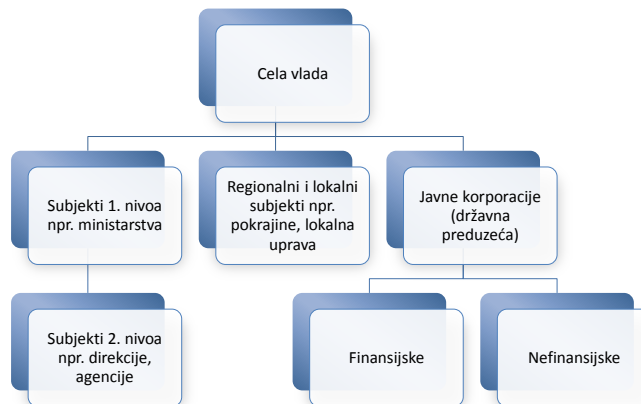 Cela vlada
Subjekti 1. nivoa
npr. ministarstva
Regionalni i lokalni
subjekti npr.
pokrajine, lokalna
uprava
Javne korporacije
(državna
preduzeća)
Subjekti 2. nivoa
npr. direkcije,
agencije
Finansijske
Nefinansijske